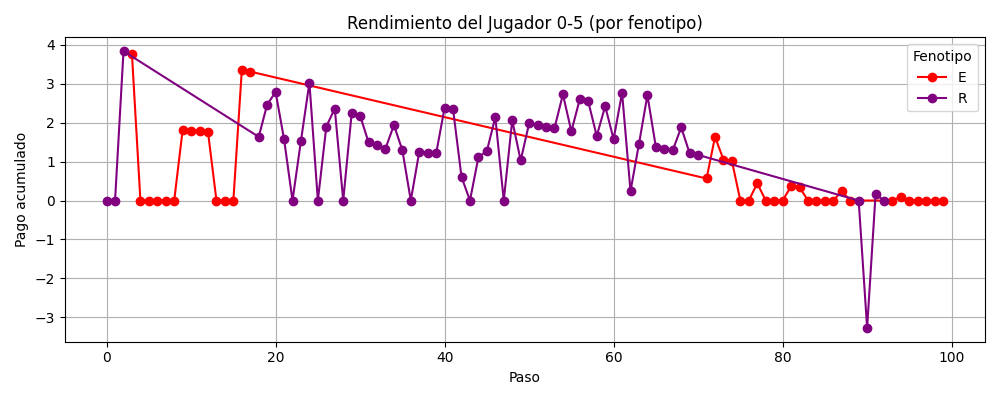 Rendimiento del Jugador 0-5 (por fenotipo)
Pago acumulado
4
3
2
1
0
−1
−2
−3
Fenotipo
E
R
0
20
40
60
80
100
Paso